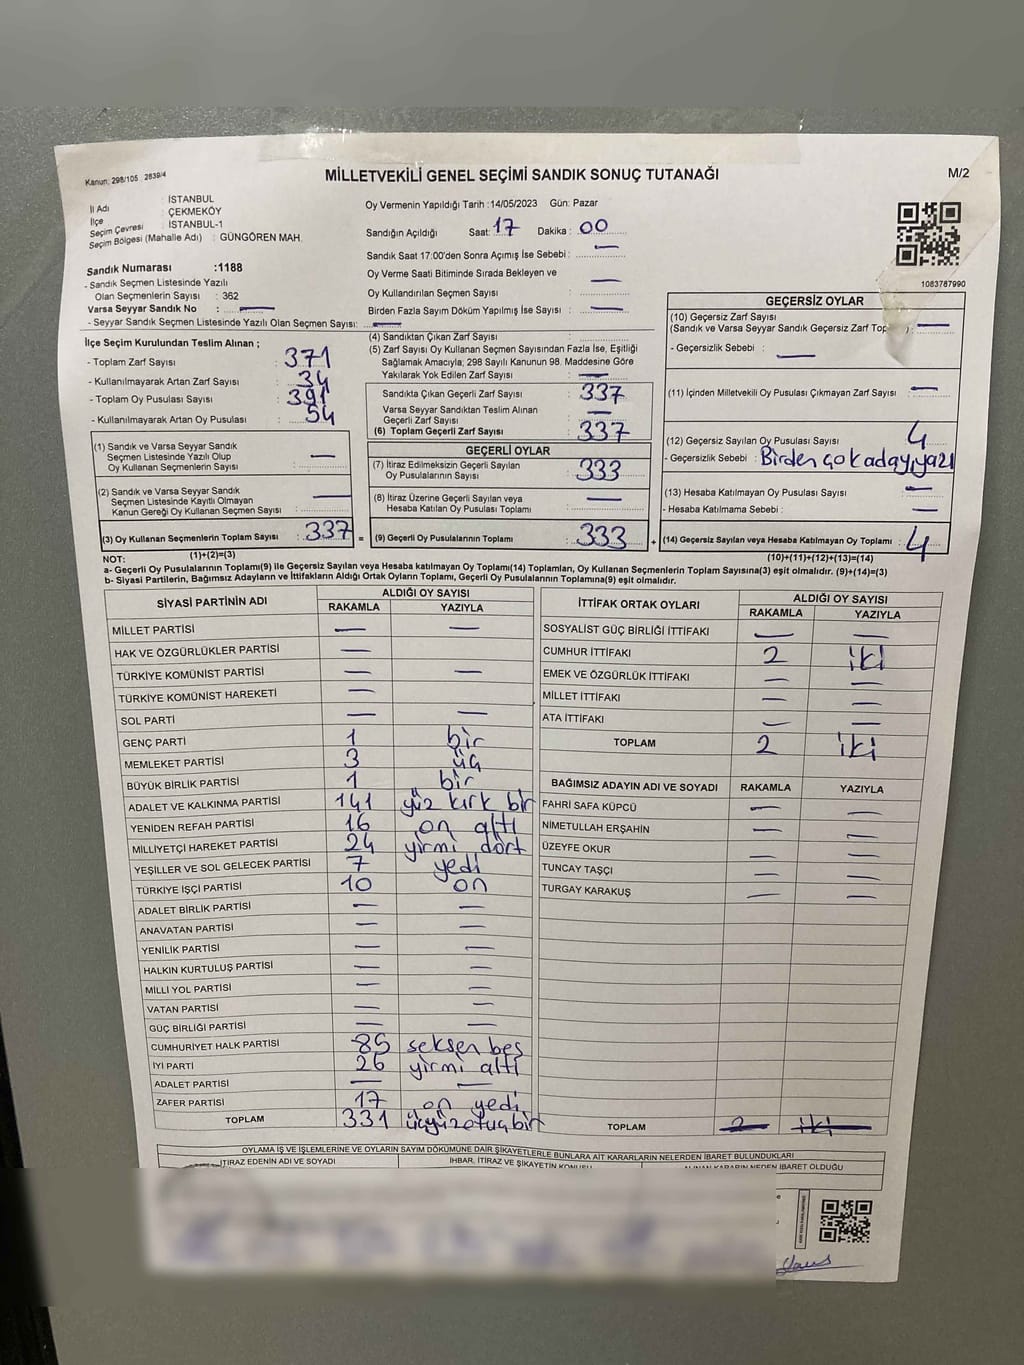 Kanun: 298/105 2839/4
MİLLETVEKİLİ GENEL SEÇİMİ SANDIK SONUÇ TUTANAĞI
M/2
İl Adı : İSTANBUL
İlçe : ÇEKMEKÖY
Seçim Çevresi : İSTANBUL-1
Seçim Bölgesi (Mahalle Adı) : GÜNGÖREN MAH.
Sandık Numarası :1188
- Sandık Seçmen Listesinde Yazılı
Olan Seçmenlerin Sayısı : 362
Varsa Seyyar Sandık No : —
- Seyyar Sandık Seçmen Listesinde Yazılı Olan Seçmen Sayısı: —
Oy Vermenin Yapıldığı Tarih :14/05/2023 Gün: Pazar
Sandığın Açıldığı Saat: 17 Dakika : 00
Sandık Saat 17:00'den Sonra Açımış İse Sebebi : —
Oy Verme Saati Bitiminde Sırada Bekleyen ve
Oy Kullandırılan Seçmen Sayısı : —
Birden Fazla Sayım Döküm Yapılmış İse Sayısı : —
1083787990
İlçe Seçim Kurulundan Teslim Alınan ;
- Toplam Zarf Sayısı : 371
- Kullanılmayarak Artan Zarf Sayısı : 34
- Toplam Oy Pusulası Sayısı : 391
- Kullanılmayarak Artan Oy Pusulası : 54
(1) Sandık ve Varsa Seyyar Sandık
Seçmen Listesinde Yazılı Olup
Oy Kullanan Seçmenlerin Sayısı : —
(2) Sandık ve Varsa Seyyar Sandık
Seçmen Listesinde Kayıtlı Olmayan
Kanun Gereği Oy Kullanan Seçmen Sayısı : —
(3) Oy Kullanan Seçmenlerin Toplam Sayısı : 337 =
(1)+(2)=(3)
(4) Sandıktan Çıkan Zarf Sayısı :
(5) Zarf Sayısı Oy Kullanan Seçmen Sayısından Fazla İse, Eşitliği
Sağlamak Amacıyla, 298 Sayılı Kanunun 98. Maddesine Göre
Yakılarak Yok Edilen Zarf Sayısı : —
Sandıkta Çıkan Geçerli Zarf Sayısı : 337
Varsa Seyyar Sandıktan Teslim Alınan
Geçerli Zarf Sayısı : —
(6) Toplam Geçerli Zarf Sayısı : 337
GEÇERLİ OYLAR
(7) İtiraz Edilmeksizin Geçerli Sayılan
Oy Pusulalarının Sayısı : 333
(8) İtiraz Üzerine Geçerli Sayılan veya
Hesaba Katılan Oy Pusulası Toplamı : —
(9) Geçerli Oy Pusulalarının Toplamı : 333 +
GEÇERSİZ OYLAR
(10) Geçersiz Zarf Sayısı
(Sandık ve Varsa Seyyar Sandık Geçersiz Zarf ) : —
- Geçersizlik Sebebi : —
(11) İçinden Milletvekili Oy Pusulası Çıkmayan Zarf Sayısı : —
(12) Geçersiz Sayılan Oy Pusulası Sayısı : 4
- Geçersizlik Sebebi : Birden çok aday, yazı
(13) Hesaba Katılmayan Oy Pusulası Sayısı : —
- Hesaba Katılmama Sebebi : —
(14) Geçersiz Sayılan veya Hesaba Katılmayan Oy Toplamı : 4
(10)+(11)+(12)+(13)=(14)
NOT:
a- Geçerli Oy Pusulasının Toplamı(9) ile Geçersiz Sayılan veya Hesaba katılmayan Oy Toplam(14) Toplamları, Oy Kullanan Seçmenlerin Toplam Sayısına(3) eşit olmalıdır. (9)+(14)=(3)
b- Siyasi Partilerin, Bağımsız Adayların ve İttifakların Aldığı Ortak Oyların Toplamı, Geçerli Oy Pusulasının Toplamına(9) eşit olmalıdır.
SİYASİ PARTİNİN ADI ALDIĞI OY SAYISI
RAKAMLA YAZIYLA
MİLLET PARTİSİ — —
HAK VE ÖZGÜRLÜKLER PARTİSİ —
TÜRKİYE KOMÜNİST PARTİSİ — —
TÜRKİYE KOMÜNİST HAREKETİ —
SOL PARTİ — —
GENÇ PARTİ 1 bir
MEMLEKET PARTİSİ 3 üç
BÜYÜK BİRLİK PARTİSİ 1 bir
ADALET VE KALKINMA PARTİSİ 141 yüz kırk bir
YENİDEN REFAH PARTİSİ 16 on altı
MİLLİYETÇİ HAREKET PARTİSİ 24 yirmi dört
YEŞİLLER VE SOL GELECEK PARTİSİ 7 yedi
TÜRKİYE İŞÇİ PARTİSİ 10 on
ADALET BİRLİK PARTİSİ — —
ANAVATAN PARTİSİ — —
YENİLİK PARTİSİ — —
HALKIN KURTULUŞ PARTİSİ — —
MİLLİ YOL PARTİSİ — —
VATAN PARTİSİ — —
GÜÇ BİRLİĞİ PARTİSİ — —
CUMHURİYET HALK PARTİSİ 85 seksen beş
İYİ PARTİ 26 yirmi altı
ADALET PARTİSİ — —
ZAFER PARTİSİ 17 on yedi
TOPLAM 331 üçyüzotuzbir
İTTİFAK ORTAK OYLARI ALDIĞI OY SAYISI
RAKAMLA YAZIYLA
SOSYALİST GÜÇ BİRLİĞİ İTTİFAKI — —
CUMHUR İTTİFAKI 2 iki
EMEK VE ÖZGÜRLÜK İTTİFAKI — —
MİLLET İTTİFAKI — —
ATA İTTİFAKI — —
TOPLAM 2 iki
BAĞIMSIZ ADAYIN ADI VE SOYADI RAKAMLA YAZIYLA
FAHRİ SAFA KÜPCÜ — —
NİMETULLAH ERŞAHİN — —
ÜZEYFE OKUR — —
TUNCAY TAŞÇI — —
TURGAY KARAKUŞ — —
TOPLAM 2 iki
OYLAMA İŞ VE İŞLEMLERİNE VE OYLARIN SAYIM DÖKÜMÜNE DAİR ŞİKAYETLERLE BUNLARA AİT KARARLARIN NELERDEN İBARET BULUNDUKLARI
İTİRAZ EDENİN ADI VE SOYADI İHBAR, İTİRAZ VE ŞİKAYETİN KONUSU ALINAN KARARIN NEDEN İBARET OLDUĞU